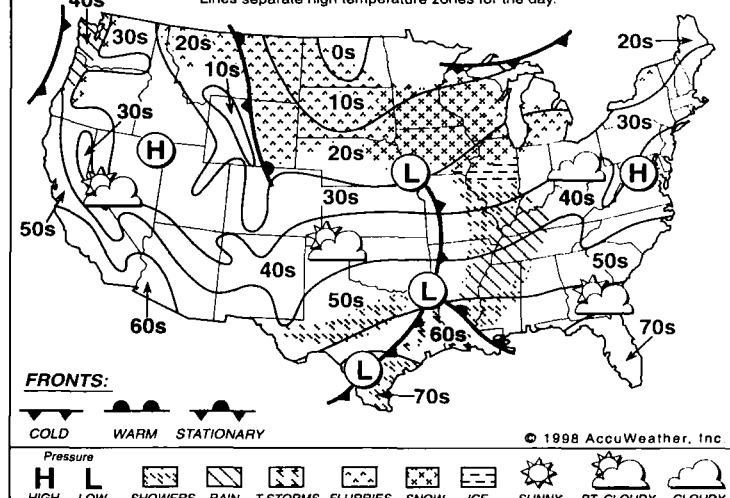 Lines separate high temperature zones for the day.
40s
30s
20s
0s
20s
10s
10s
30s
30s
20s
H
L
H
30s
40s
50s
40s
50s
50s
L
60s
60s
70s
L
70s
FRONTS:
COLD WARM STATIONARY
© 1998 AccuWeather, Inc
Pressure
H L
HIGH LOW SHOWERS RAIN T-STORMS FLURRIES SNOW ICE SUNNY PT. CLOUDY CLOUDY